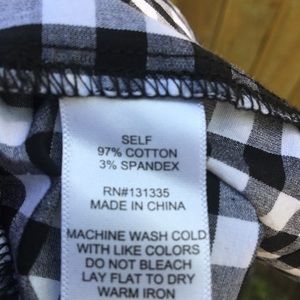 SELF
97% COTTON
3% SPANDEX
RN#131335
MADE IN CHINA
MACHINE WASH COLD
WITH LIKE COLORS
DO NOT BLEACH
LAY FLAT TO DRY
WARM IRON